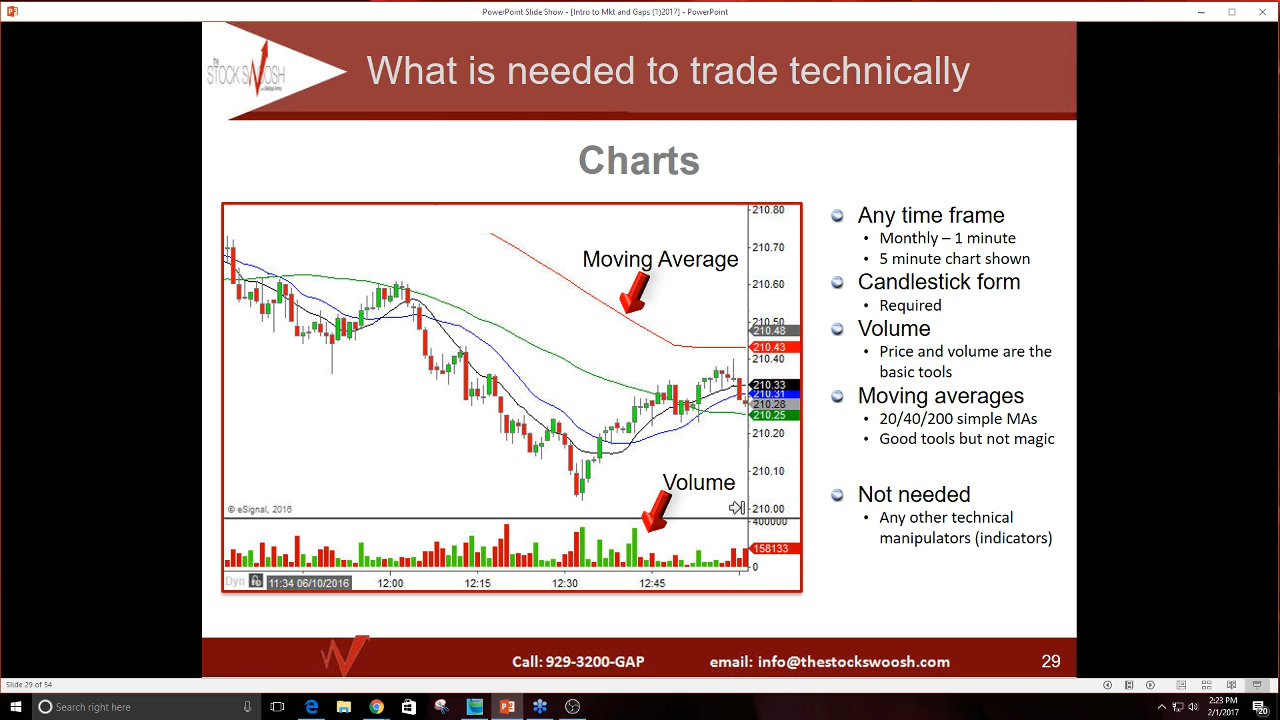 PowerPoint Slide Show - [Intro to Mkt and Gaps (1)2017] - PowerPoint
The
STOCK SWOOSH
What is needed to trade technically
Charts
210.80
210.70
210.60
210.50
210.48
210.43
210.40
210.33
210.31
210.28
210.25
210.20
210.10
210.00
Moving Average
Volume
© eSignal, 2016
400000
158133
0
Dyn
11:34 06/10/2016
12:00
12:15
12:30
12:45
Any time frame
• Monthly – 1 minute
• 5 minute chart shown
Candlestick form
• Required
Volume
• Price and volume are the
basic tools
Moving averages
• 20/40/200 simple MAs
• Good tools but not magic
Not needed
• Any other technical
manipulators (indicators)
Call: 929-3200-GAP
email: info@thestockswoosh.com
29
Slide 29 of 54
Search right here
2:23 PM
2/1/2017
20